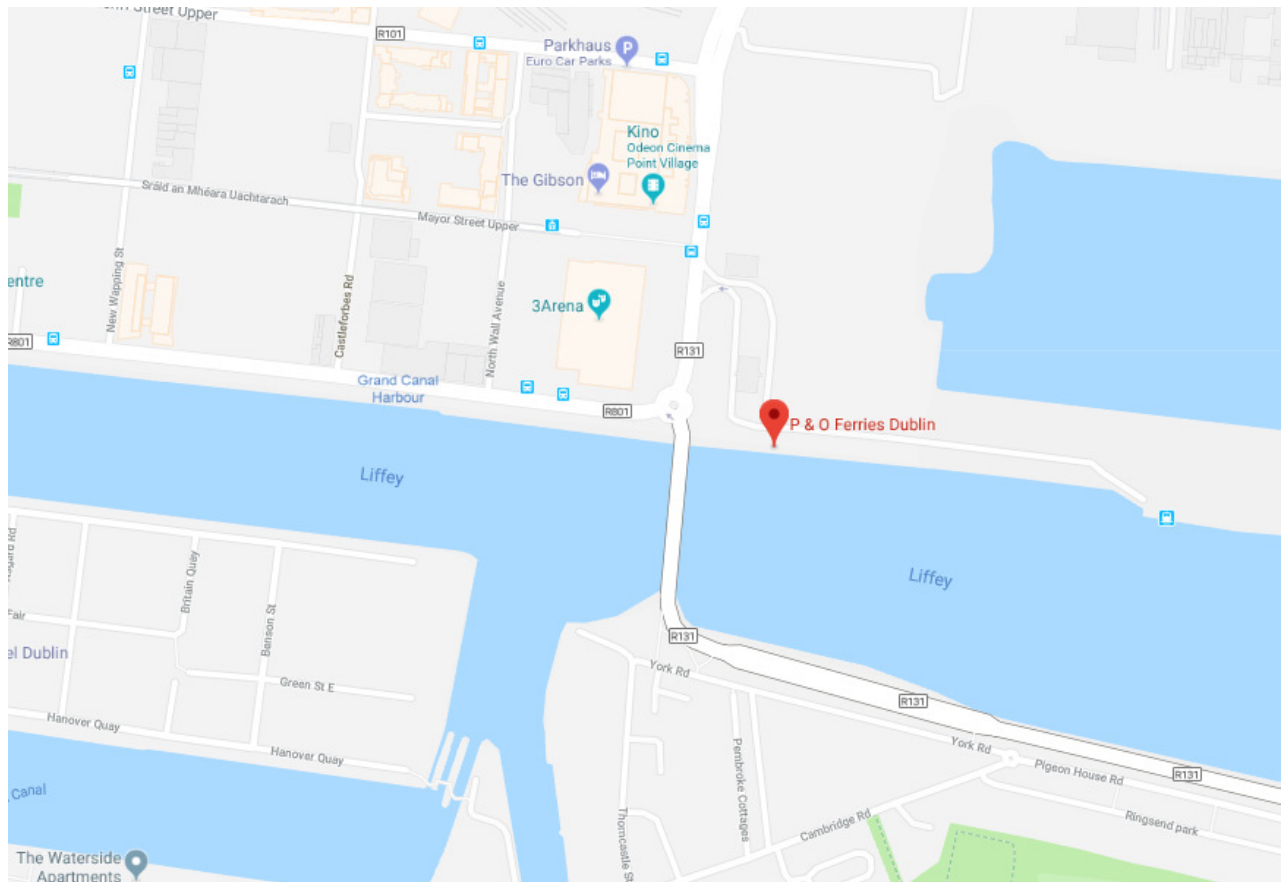 Street Upper
R101
Parkhaus
Euro Car Parks
Kino
Odeon Cinema
Point Village
The Gibson
Sráid an Mhéara Uachtarach
Mayor Street Upper
entre
New Wapping St
Castleforbes Rd
North Wall Avenue
3Arena
R801
R131
Grand Canal
Harbour
R801
P & O Ferries Dublin
Liffey
Liffey
Britain Quay
Benson St
Fair
el Dublin
Green St E
Hanover Quay
Hanover Quay
Canal
R131
York Rd
R131
York Rd
Pigeon House Rd
R131
Pembroke Cottages
Thorncastle St
Cambridge Rd
Ringsend park
The Waterside
Apartments